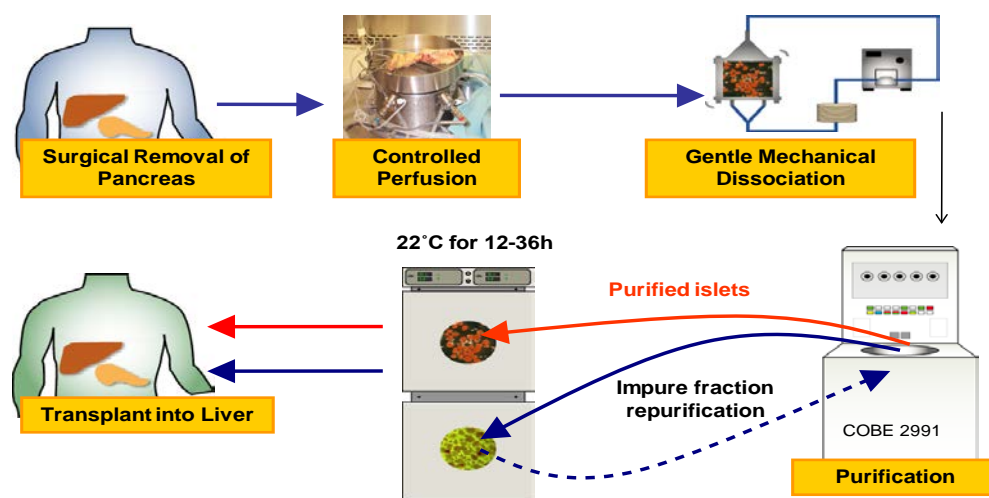 Surgical Removal of
Pancreas
Controlled
Perfusion
Gentle Mechanical
Dissociation
22˚C for 12-36h
Purified islets
Impure fraction
repurification
COBE 2991
Purification
Transplant into Liver